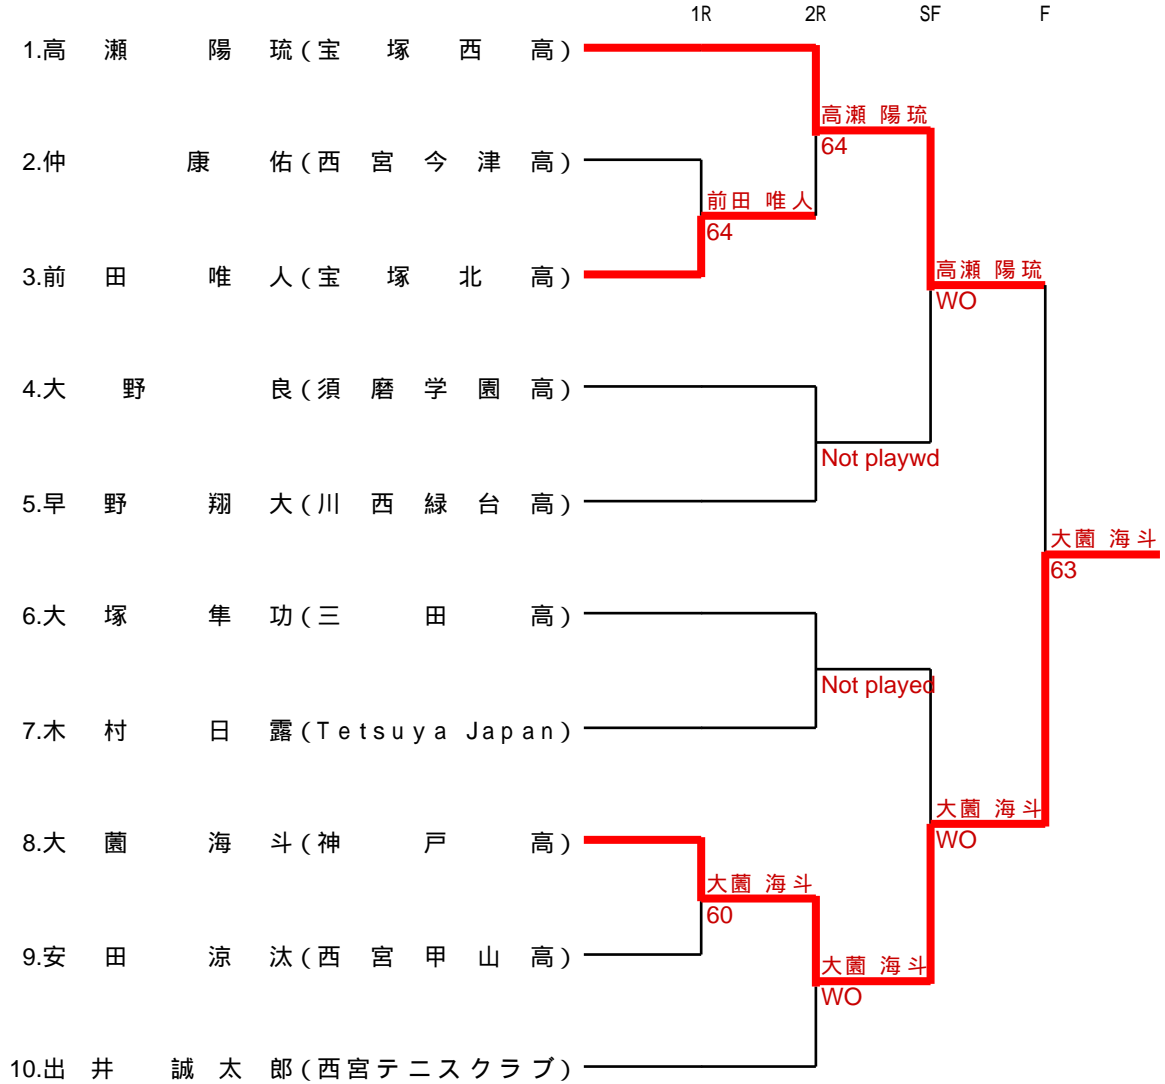 1R 2R SF F
1.高瀬 陽琉(宝塚西高)
高瀬 陽琉
64
2.仲 康佑(西宮今津高)
前田 唯人
64
3.前田 唯人(宝塚北高)
高瀬 陽琉
WO
4.大野 良(須磨学園高)
Not playwd
5.早野 翔大(川西緑台高)
大薗 海斗
63
6.大塚 隼功(三田高)
Not played
7.木村 日露(Tetsuya Japan)
大薗 海斗
WO
8.大薗 海斗(神戸高)
大薗 海斗
60
9.安田 涼汰(西宮甲山高)
大薗 海斗
WO
10.出井 誠太郎(西宮テニスクラブ)